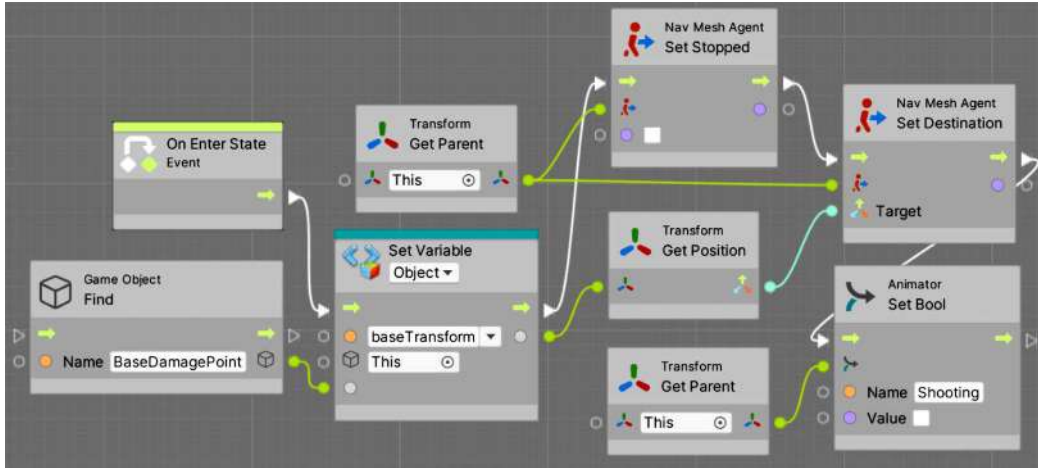 On Enter State
Event
Game Object
Find
Name BaseDamagePoint
Transform
Get Parent
This
Set Variable
Object
baseTransform
This
Nav Mesh Agent
Set Stopped
Transform
Get Position
Nav Mesh Agent
Set Destination
Target
Transform
Get Parent
This
Animator
Set Bool
Name Shooting
Value